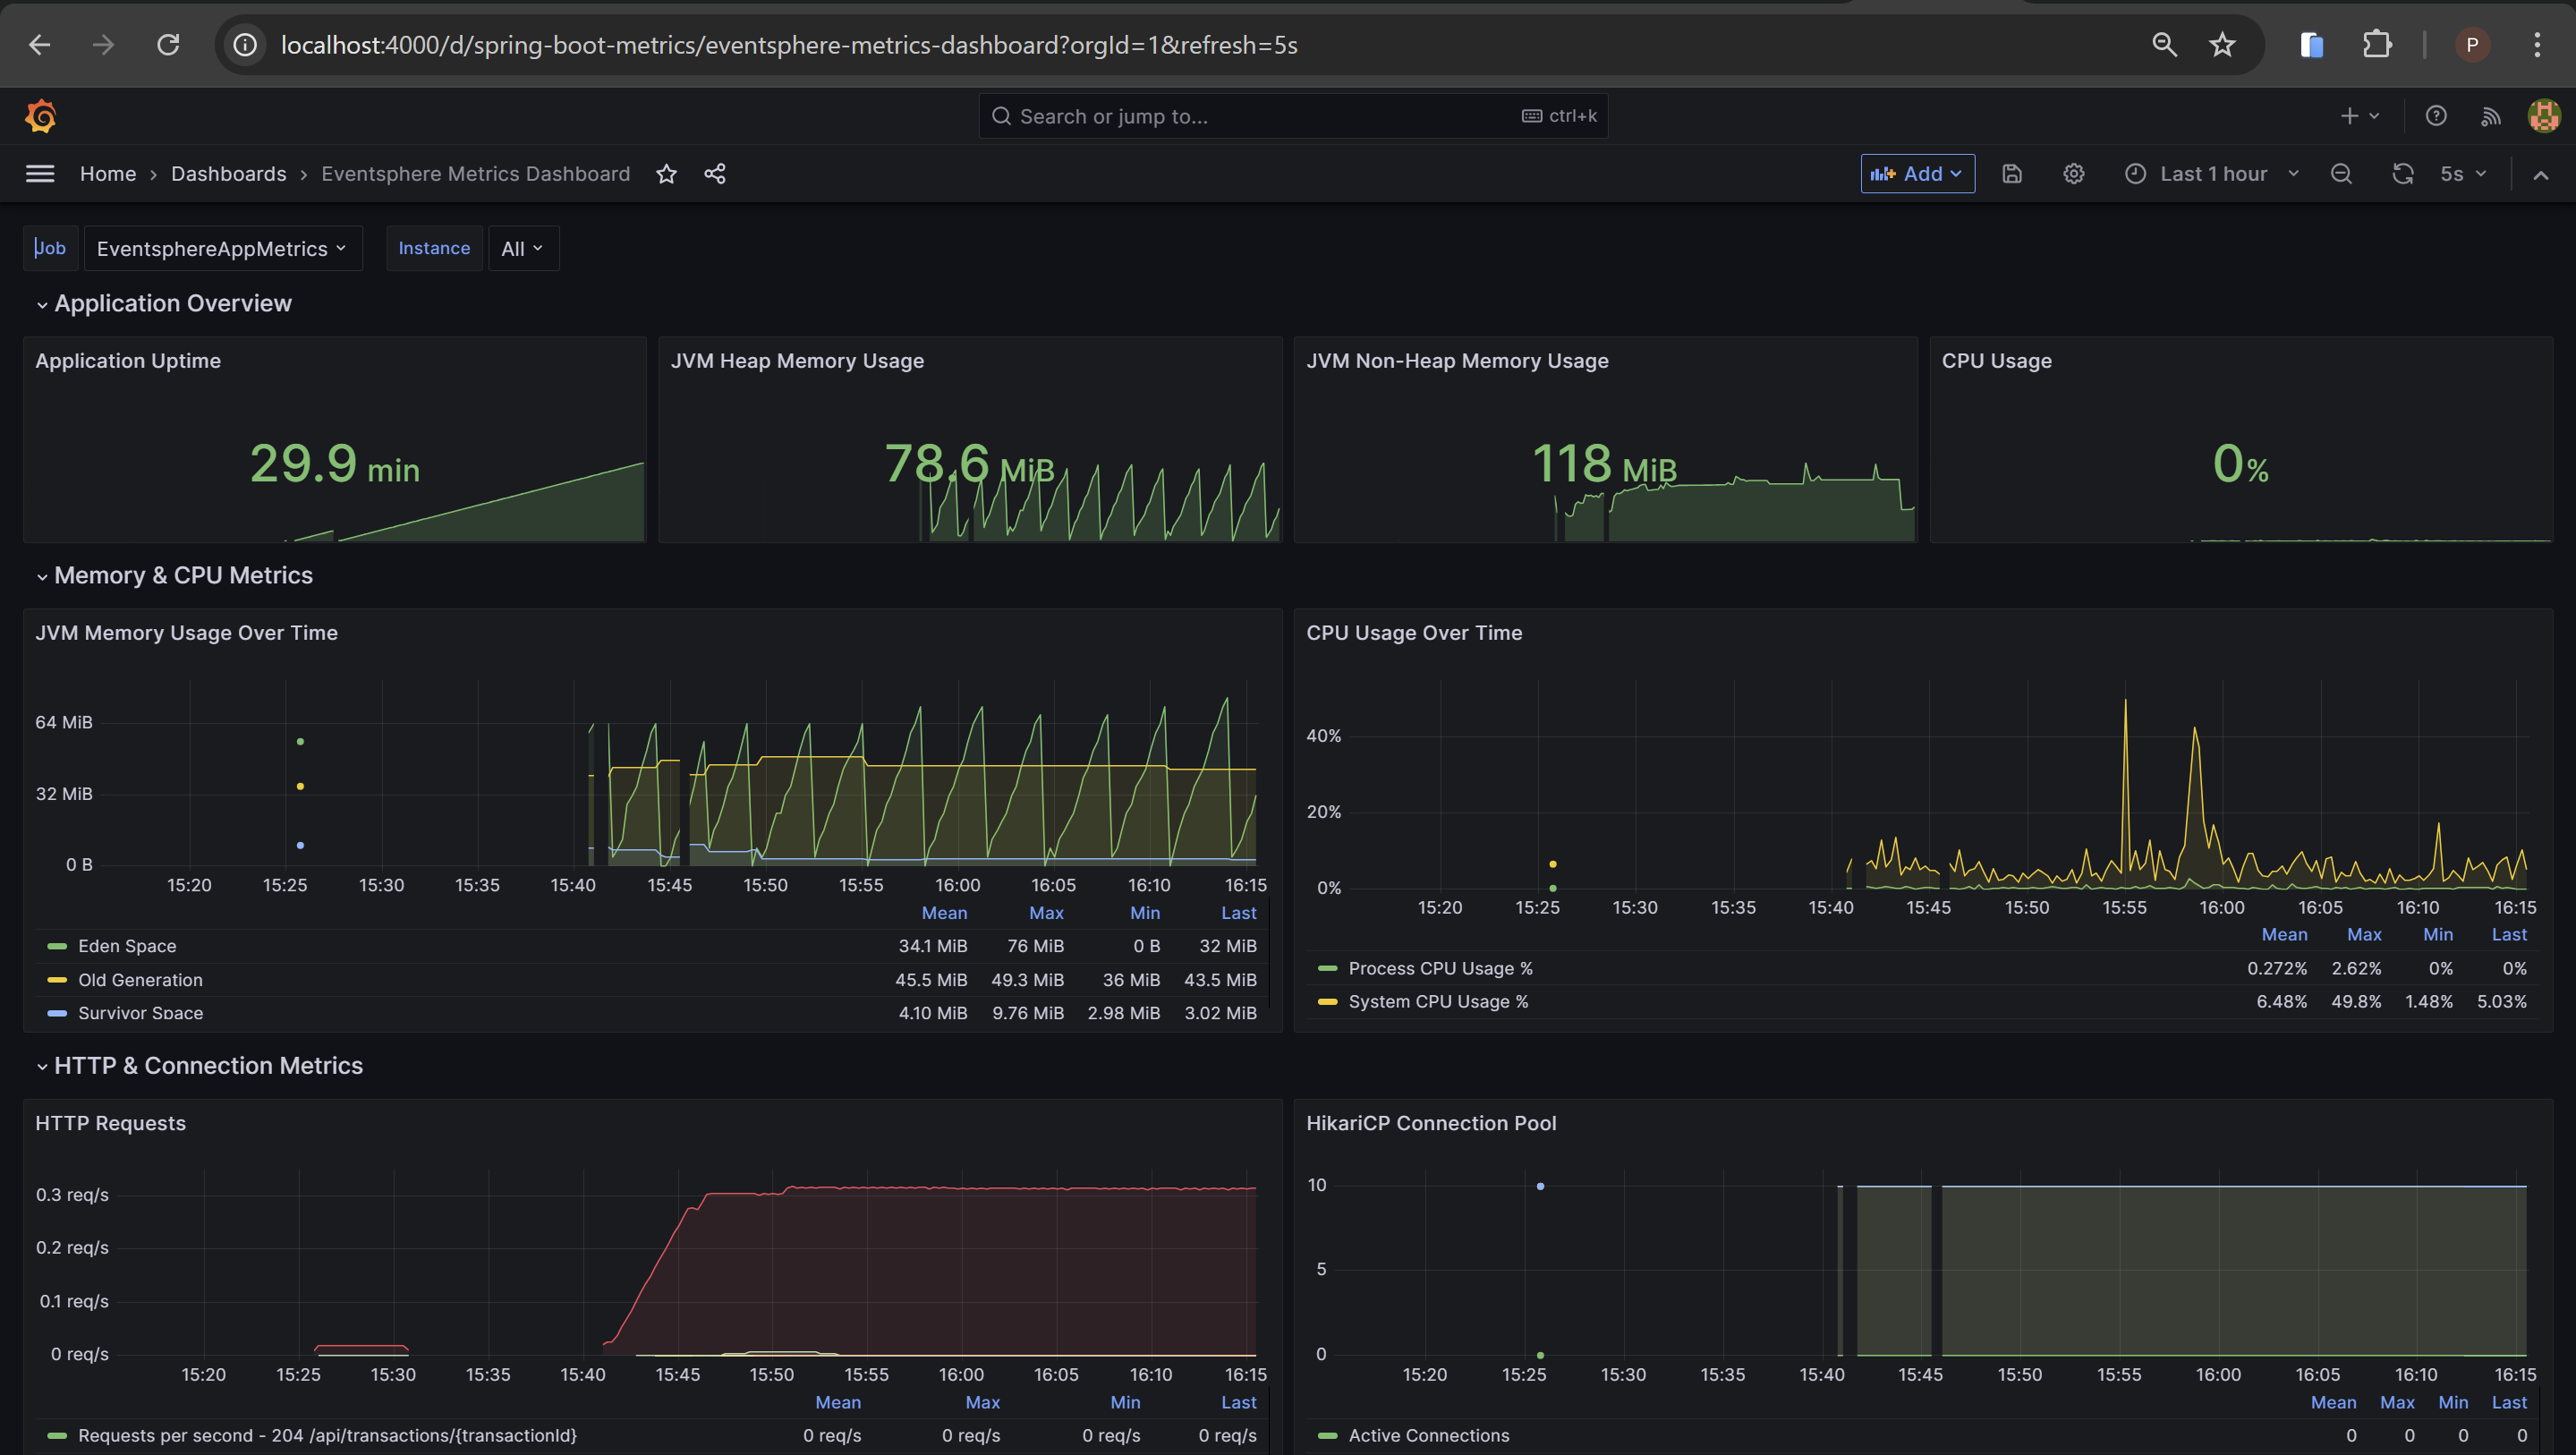 localhost:4000/d/spring-boot-metrics/eventsphere-metrics-dashboard?orgId=1&refresh=5s
P
Search or jump to...
ctrl+k
Home › Dashboards › Eventsphere Metrics Dashboard
Add
Last 1 hour
5s
Job
EventsphereAppMetrics
Instance
All
Application Overview
Application Uptime
29.9 min
JVM Heap Memory Usage
78.6 MiB
JVM Non-Heap Memory Usage
118 MiB
CPU Usage
0%
Memory & CPU Metrics
JVM Memory Usage Over Time
64 MiB
32 MiB
0 B
15:20 15:25 15:30 15:35 15:40 15:45 15:50 15:55 16:00 16:05 16:10 16:15
Mean Max Min Last
Eden Space 34.1 MiB 76 MiB 0 B 32 MiB
Old Generation 45.5 MiB 49.3 MiB 36 MiB 43.5 MiB
Survivor Space 4.10 MiB 9.76 MiB 2.98 MiB 3.02 MiB
CPU Usage Over Time
40%
20%
0%
15:20 15:25 15:30 15:35 15:40 15:45 15:50 15:55 16:00 16:05 16:10 16:15
Mean Max Min Last
Process CPU Usage % 0.272% 2.62% 0% 0%
System CPU Usage % 6.48% 49.8% 1.48% 5.03%
HTTP & Connection Metrics
HTTP Requests
0.3 req/s
0.2 req/s
0.1 req/s
0 req/s
15:20 15:25 15:30 15:35 15:40 15:45 15:50 15:55 16:00 16:05 16:10 16:15
Mean Max Min Last
Requests per second - 204 /api/transactions/{transactionId} 0 req/s 0 req/s 0 req/s 0 req/s
HikariCP Connection Pool
10
5
0
15:20 15:25 15:30 15:35 15:40 15:45 15:50 15:55 16:00 16:05 16:10 16:15
Mean Max Min Last
Active Connections 0 0 0 0